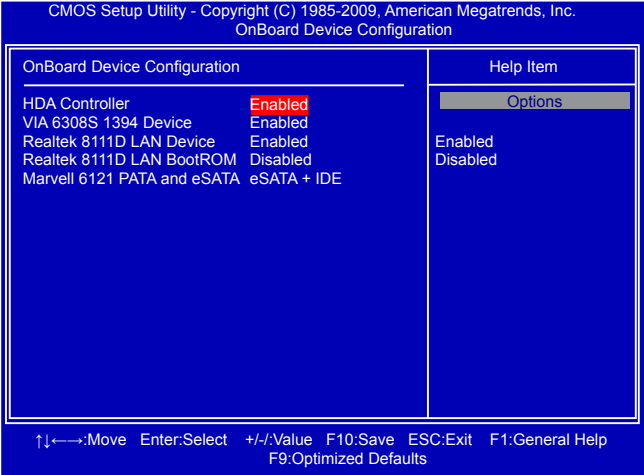 CMOS Setup Utility - Copyright (C) 1985-2009, American Megatrends, Inc.
OnBoard Device Configuration
OnBoard Device Configuration
Help Item
HDA Controller Enabled
VIA 6308S 1394 Device Enabled
Realtek 8111D LAN Device Enabled
Realtek 8111D LAN BootROM Disabled
Marvell 6121 PATA and eSATA eSATA + IDE
Options
Enabled
Disabled
↑↓←→:Move Enter:Select +/-/:Value F10:Save ESC:Exit F1:General Help
F9:Optimized Defaults